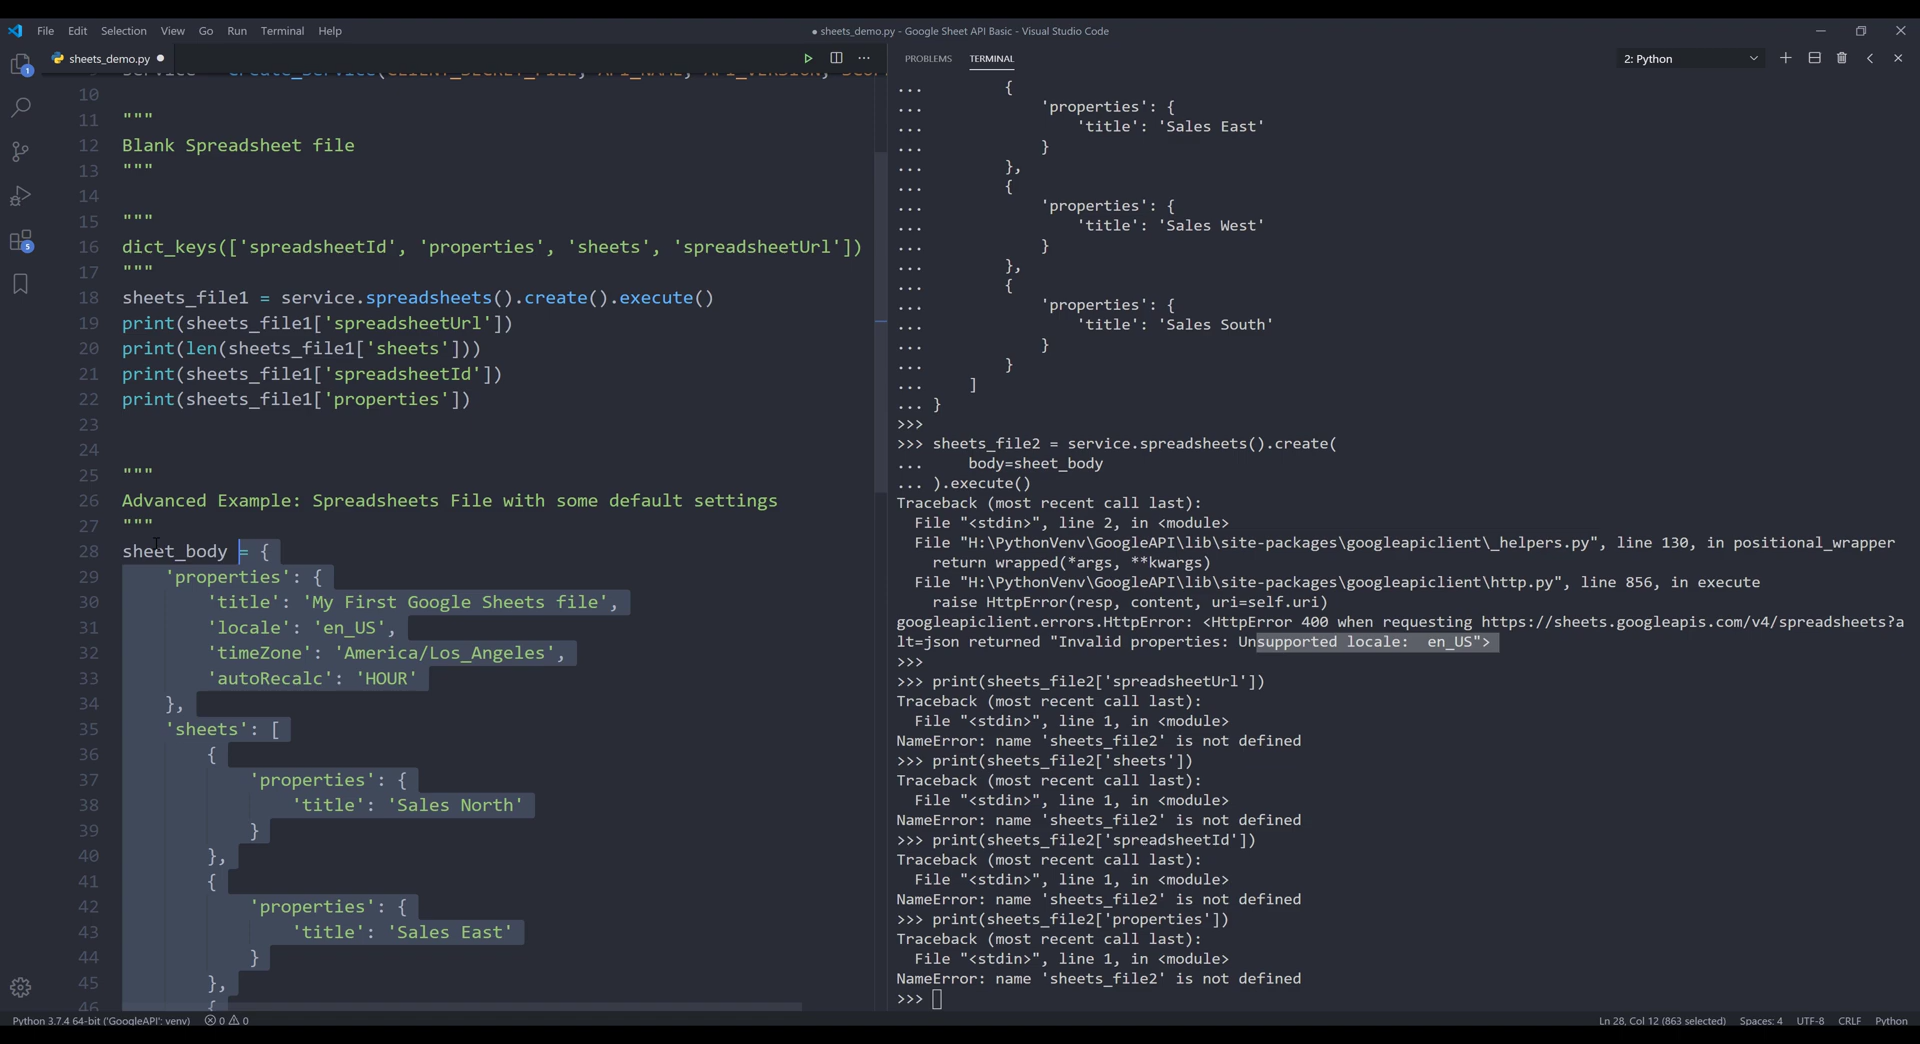 File Edit Selection View Go Run Terminal Help
● sheets_demo.py - Google Sheet API Basic - Visual Studio Code
sheets_demo.py
PROBLEMS TERMINAL
2: Python
1
5
10
11 """
12 Blank Spreadsheet file
13 """
14
15 """
16 dict_keys(['spreadsheetId', 'properties', 'sheets', 'spreadsheetUrl'])
17 """
18 sheets_file1 = service.spreadsheets().create().execute()
19 print(sheets_file1['spreadsheetUrl'])
20 print(len(sheets_file1['sheets']))
21 print(sheets_file1['spreadsheetId'])
22 print(sheets_file1['properties'])
23
24
25 """
26 Advanced Example: Spreadsheets File with some default settings
27 """
28 sheet_body = {
29 'properties': {
30 'title': 'My First Google Sheets file',
31 'locale': 'en_US',
32 'timeZone': 'America/Los_Angeles',
33 'autoRecalc': 'HOUR'
34 },
35 'sheets': [
36 {
37 'properties': {
38 'title': 'Sales North'
39 }
40 },
41 {
42 'properties': {
43 'title': 'Sales East'
44 }
45 },
46 {
... {
... 'properties': {
... 'title': 'Sales East'
... }
... },
... {
... 'properties': {
... 'title': 'Sales West'
... }
... },
... {
... 'properties': {
... 'title': 'Sales South'
... }
... }
... ]
... }
>>>
>>> sheets_file2 = service.spreadsheets().create(
... body=sheet_body
... ).execute()
Traceback (most recent call last):
File "<stdin>", line 2, in <module>
File "H:\PythonVenv\GoogleAPI\lib\site-packages\googleapiclient\_helpers.py", line 130, in positional_wrapper
return wrapped(*args, **kwargs)
File "H:\PythonVenv\GoogleAPI\lib\site-packages\googleapiclient\http.py", line 856, in execute
raise HttpError(resp, content, uri=self.uri)
googleapiclient.errors.HttpError: <HttpError 400 when requesting https://sheets.googleapis.com/v4/spreadsheets?a
lt=json returned "Invalid properties: Unsupported locale: en_US">
>>>
>>> print(sheets_file2['spreadsheetUrl'])
Traceback (most recent call last):
File "<stdin>", line 1, in <module>
NameError: name 'sheets_file2' is not defined
>>> print(sheets_file2['sheets'])
Traceback (most recent call last):
File "<stdin>", line 1, in <module>
NameError: name 'sheets_file2' is not defined
>>> print(sheets_file2['spreadsheetId'])
Traceback (most recent call last):
File "<stdin>", line 1, in <module>
NameError: name 'sheets_file2' is not defined
>>> print(sheets_file2['properties'])
Traceback (most recent call last):
File "<stdin>", line 1, in <module>
NameError: name 'sheets_file2' is not defined
>>>
Python 3.7.4 64-bit ('GoogleAPI': venv) 0 0
Ln 28, Col 12 (863 selected) Spaces: 4 UTF-8 CRLF Python